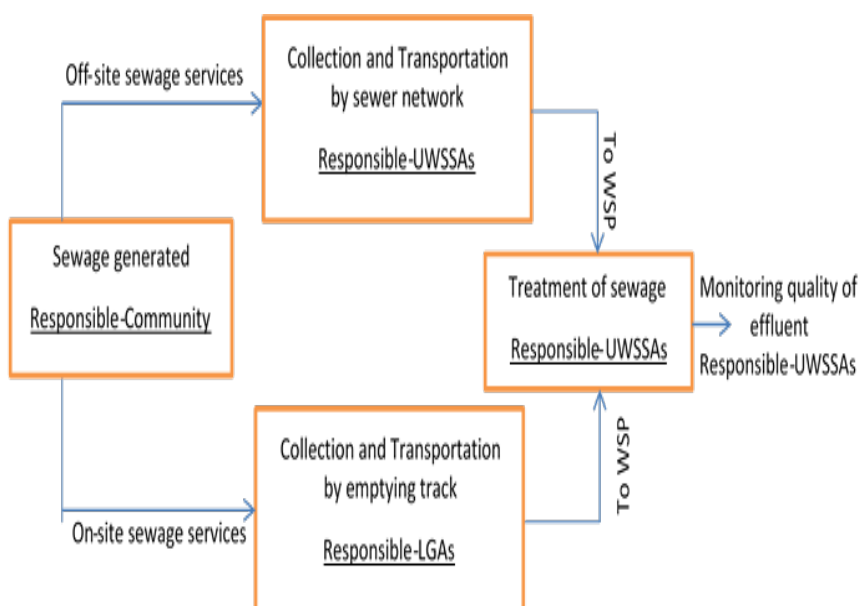 Off-site sewage services
Collection and Transportation
by sewer network
Responsible-UWSSAs
To WSP
Sewage generated
Responsible-Community
Treatment of sewage
Responsible-UWSSAs
Monitoring quality of
effluent
Responsible-UWSSAs
Collection and Transportation
by emptying track
Responsible-LGAs
To WSP
On-site sewage services